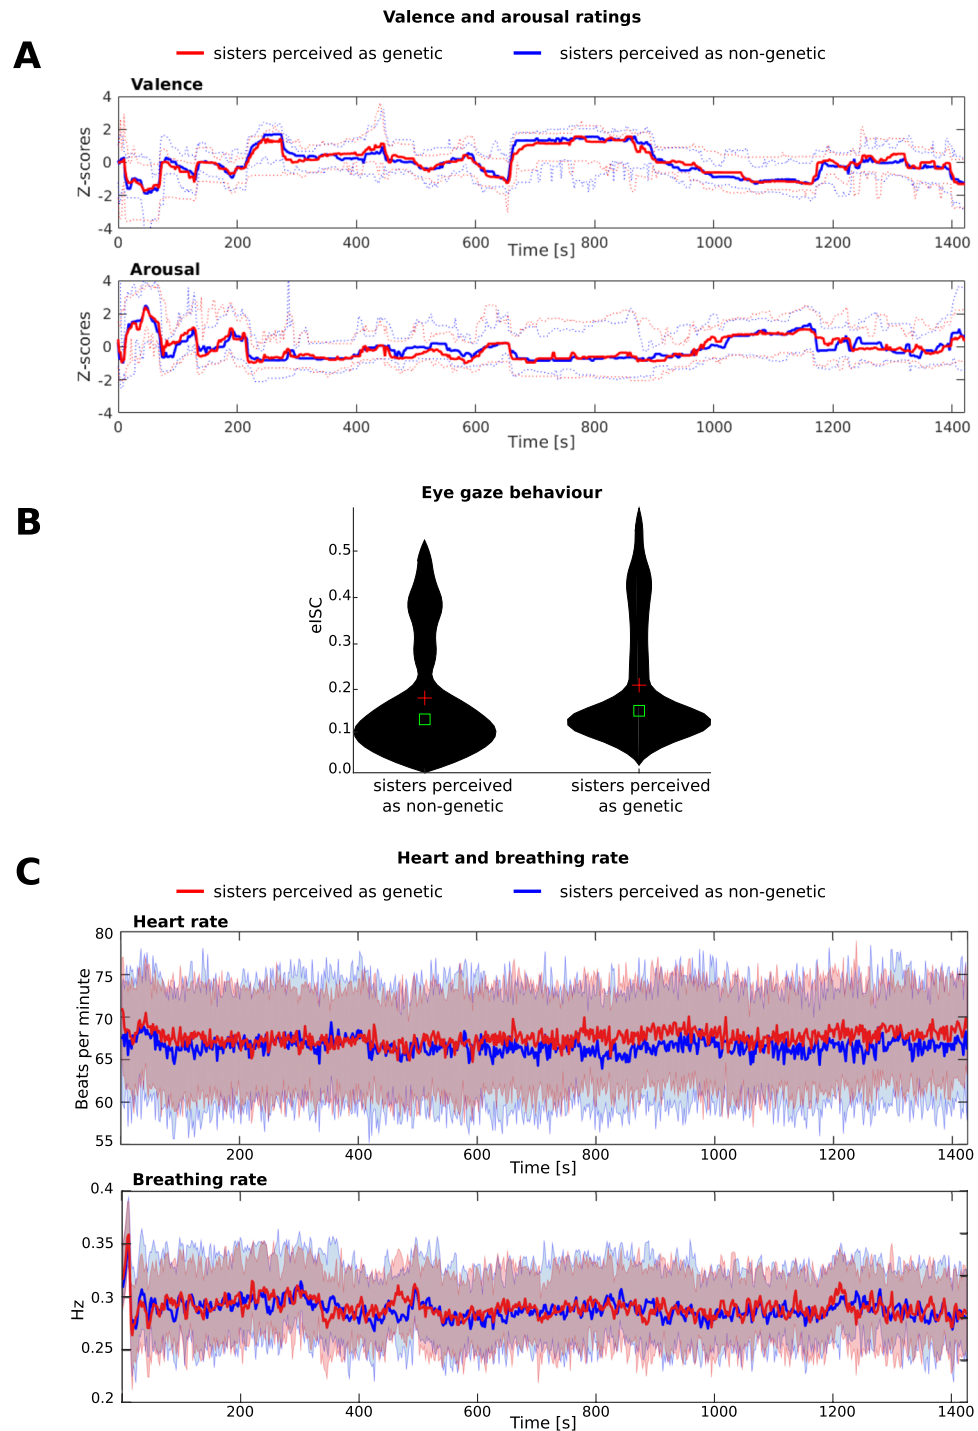 Valence and arousal ratings
A
sisters perceived as genetic
sisters perceived as non-genetic
Valence
4
2
0
-2
-4
Z-scores
0 200 400 600 800 1000 1200 1400
Time [s]
Arousal
4
2
0
-2
-4
Z-scores
0 200 400 600 800 1000 1200 1400
Time [s]
Eye gaze behaviour
B
0.5
0.4
0.3
0.2
0.1
0.0
eISC
sisters perceived
as non-genetic
sisters perceived
as genetic
Heart and breathing rate
C
sisters perceived as genetic
sisters perceived as non-genetic
Heart rate
80
75
70
65
60
55
Beats per minute
200 400 600 800 1000 1200 1400
Time [s]
Breathing rate
0.4
0.35
0.3
0.25
0.2
Hz
200 400 600 800 1000 1200 1400
Time [s]